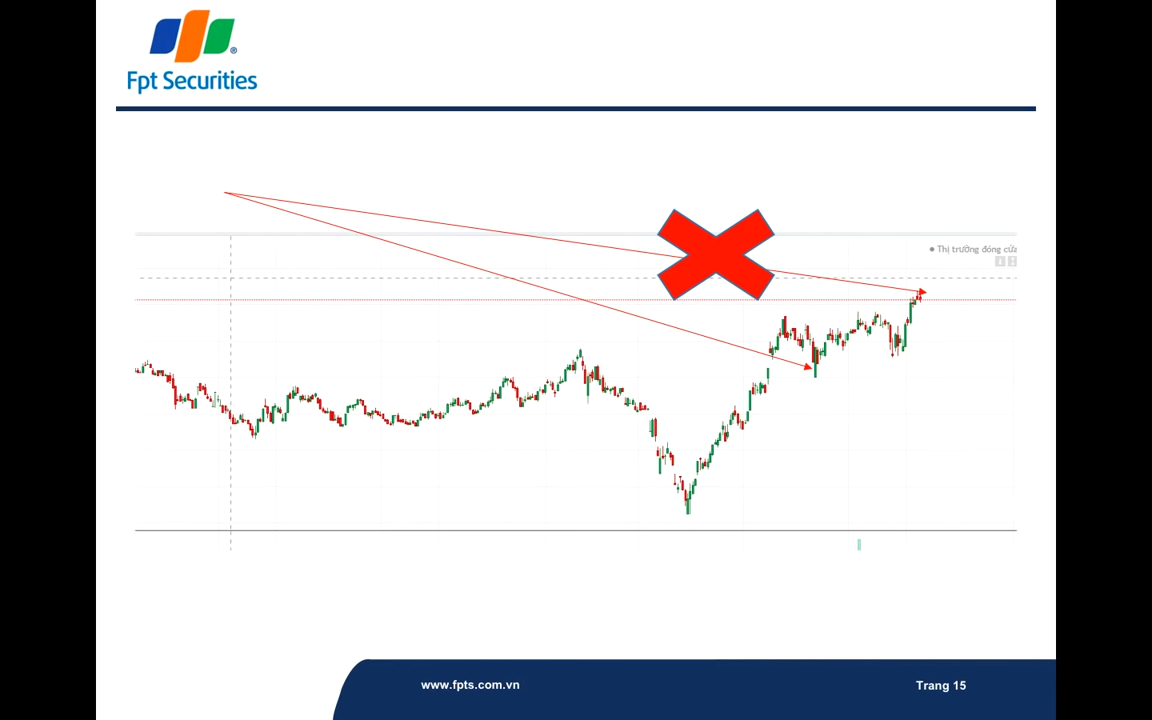 Fpt Securities
Thị trường đóng cửa
www.fpts.com.vn
Trang 15